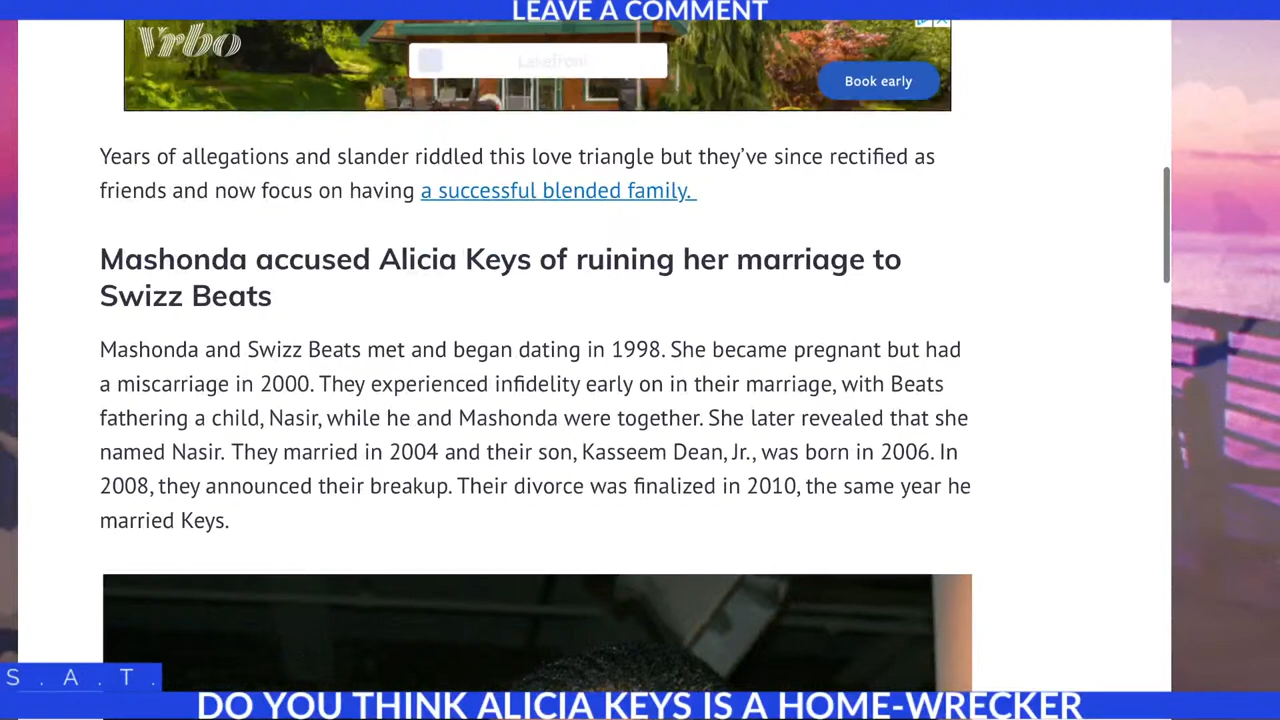 LEAVE A COMMENT
Vrbo
Lakefront
Book early
Years of allegations and slander riddled this love triangle but they’ve since rectified as
friends and now focus on having a successful blended family.
Mashonda accused Alicia Keys of ruining her marriage to
Swizz Beats
Mashonda and Swizz Beats met and began dating in 1998. She became pregnant but had
a miscarriage in 2000. They experienced infidelity early on in their marriage, with Beats
fathering a child, Nasir, while he and Mashonda were together. She later revealed that she
named Nasir. They married in 2004 and their son, Kasseem Dean, Jr., was born in 2006. In
2008, they announced their breakup. Their divorce was finalized in 2010, the same year he
married Keys.
S . A . T .
DO YOU THINK ALICIA KEYS IS A HOME-WRECKER